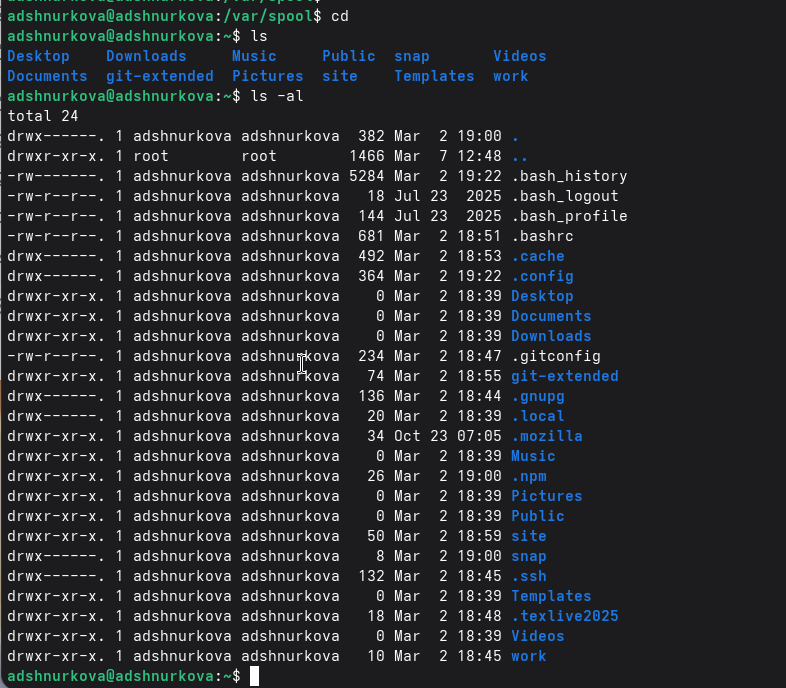 adshnurkova@adshnurkova:/var/spool$ cd
adshnurkova@adshnurkova:~$ ls
Desktop    Downloads     Music     Public  snap       Videos
Documents  git-extended  Pictures  site    Templates  work
adshnurkova@adshnurkova:~$ ls -al
total 24
drwx------. 1 adshnurkova adshnurkova  382 Mar  2 19:00 .
drwxr-xr-x. 1 root        root        1466 Mar  7 12:48 ..
-rw-------. 1 adshnurkova adshnurkova 5284 Mar  2 19:22 .bash_history
-rw-r--r--. 1 adshnurkova adshnurkova   18 Jul 23  2025 .bash_logout
-rw-r--r--. 1 adshnurkova adshnurkova  144 Jul 23  2025 .bash_profile
-rw-r--r--. 1 adshnurkova adshnurkova  681 Mar  2 18:51 .bashrc
drwx------. 1 adshnurkova adshnurkova  492 Mar  2 18:53 .cache
drwx------. 1 adshnurkova adshnurkova  364 Mar  2 19:22 .config
drwxr-xr-x. 1 adshnurkova adshnurkova    0 Mar  2 18:39 Desktop
drwxr-xr-x. 1 adshnurkova adshnurkova    0 Mar  2 18:39 Documents
drwxr-xr-x. 1 adshnurkova adshnurkova    0 Mar  2 18:39 Downloads
-rw-r--r--. 1 adshnurkova adshnurkova  234 Mar  2 18:47 .gitconfig
drwxr-xr-x. 1 adshnurkova adshnurkova   74 Mar  2 18:55 git-extended
drwx------. 1 adshnurkova adshnurkova  136 Mar  2 18:44 .gnupg
drwx------. 1 adshnurkova adshnurkova   20 Mar  2 18:39 .local
drwxr-xr-x. 1 adshnurkova adshnurkova   34 Oct 23 07:05 .mozilla
drwxr-xr-x. 1 adshnurkova adshnurkova    0 Mar  2 18:39 Music
drwxr-xr-x. 1 adshnurkova adshnurkova   26 Mar  2 19:00 .npm
drwxr-xr-x. 1 adshnurkova adshnurkova    0 Mar  2 18:39 Pictures
drwxr-xr-x. 1 adshnurkova adshnurkova    0 Mar  2 18:39 Public
drwxr-xr-x. 1 adshnurkova adshnurkova   50 Mar  2 18:59 site
drwx------. 1 adshnurkova adshnurkova    8 Mar  2 19:00 snap
drwx------. 1 adshnurkova adshnurkova  132 Mar  2 18:45 .ssh
drwxr-xr-x. 1 adshnurkova adshnurkova    0 Mar  2 18:39 Templates
drwxr-xr-x. 1 adshnurkova adshnurkova   18 Mar  2 18:48 .texlive2025
drwxr-xr-x. 1 adshnurkova adshnurkova    0 Mar  2 18:39 Videos
drwxr-xr-x. 1 adshnurkova adshnurkova   10 Mar  2 18:45 work
adshnurkova@adshnurkova:~$